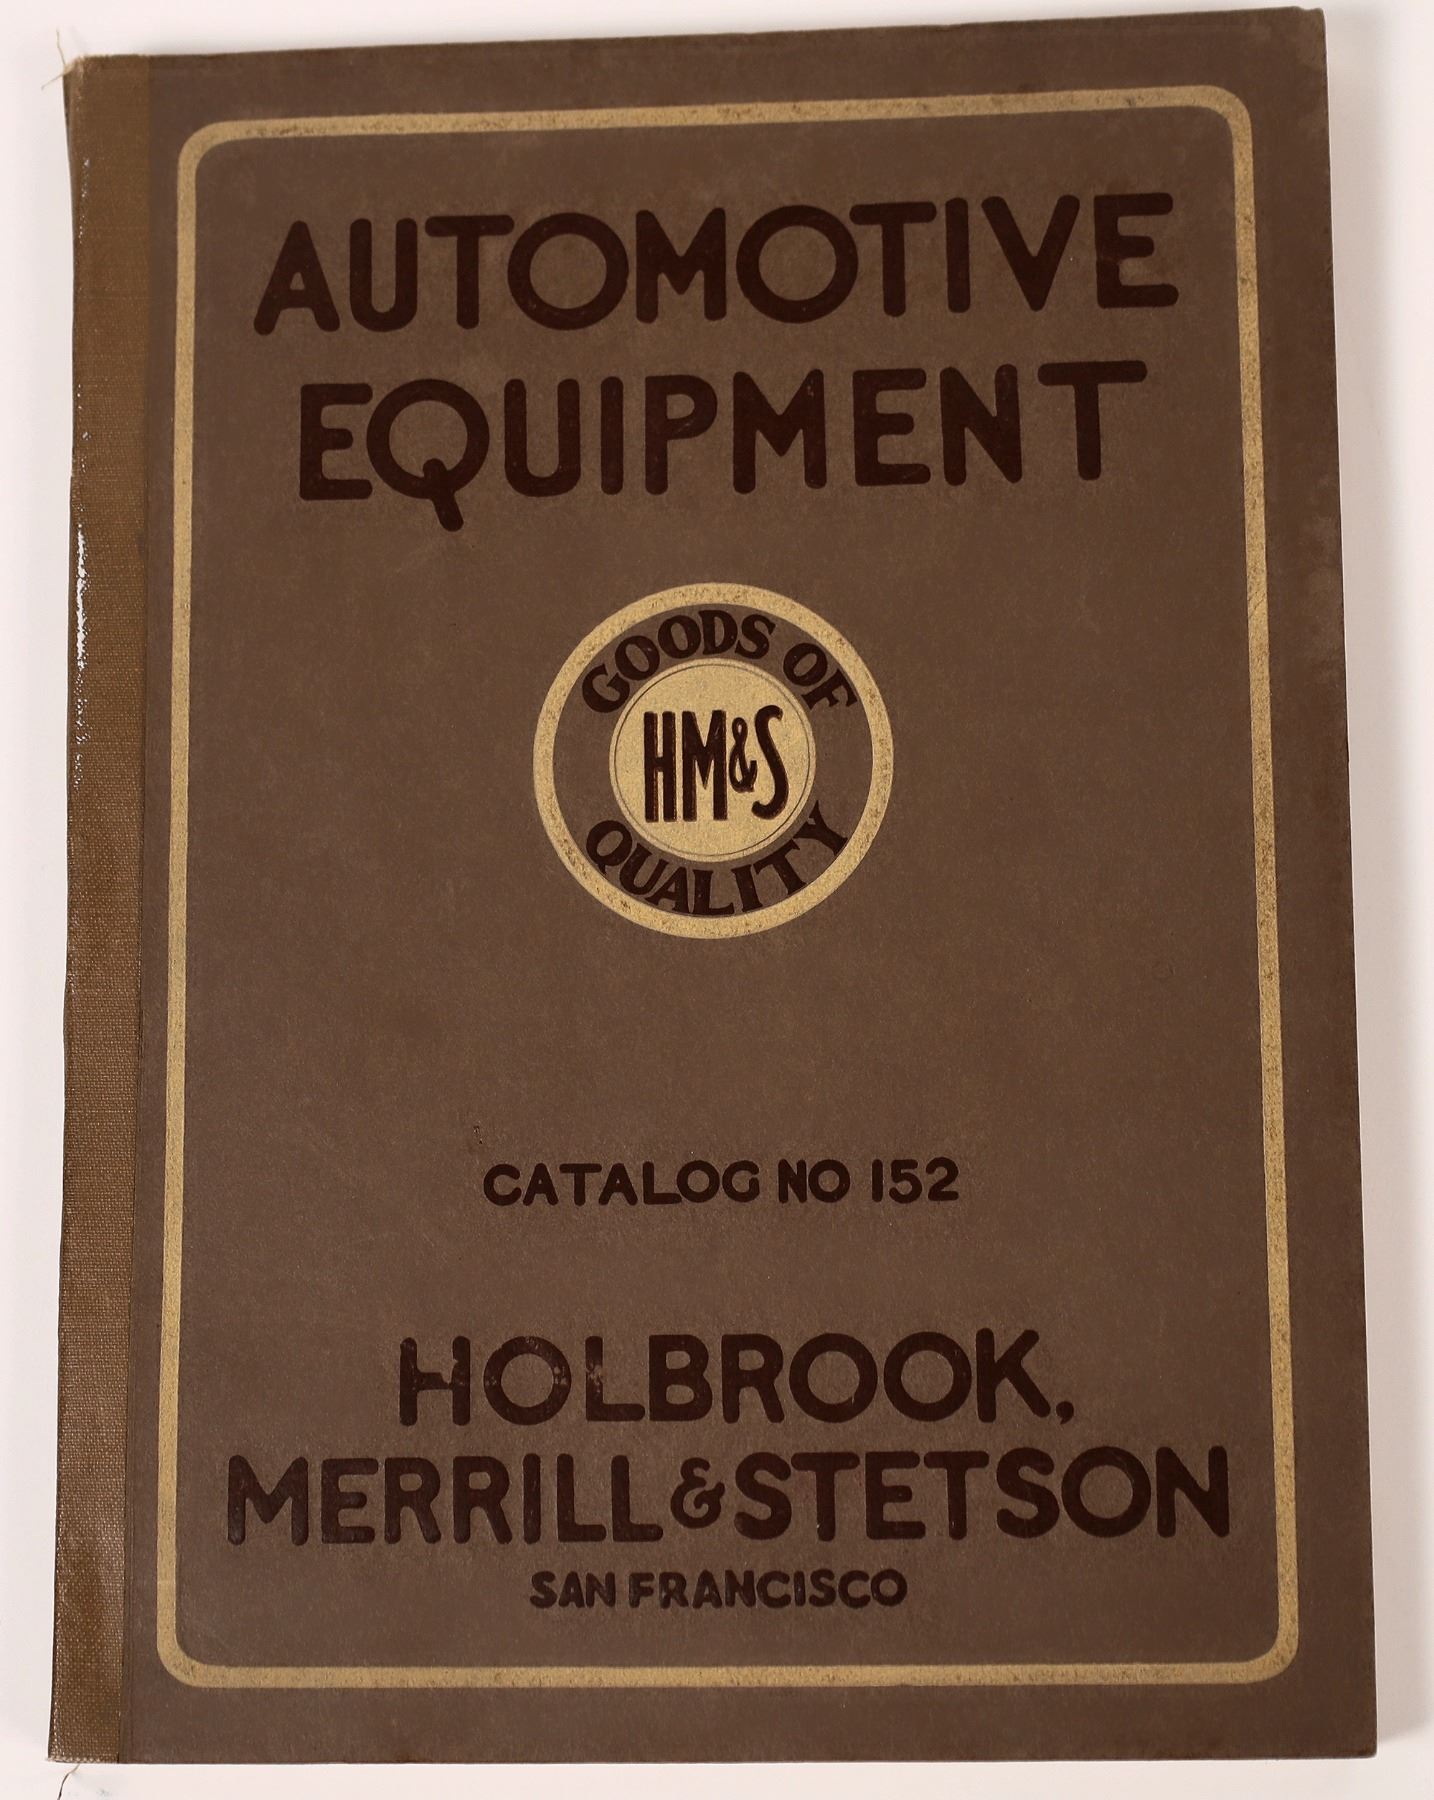 AUTOMOTIVE
EQUIPMENT
GOODS OF
HM&S
QUALITY
CATALOG NO 152
HOLBROOK,
MERRILL & STETSON
SAN FRANCISCO